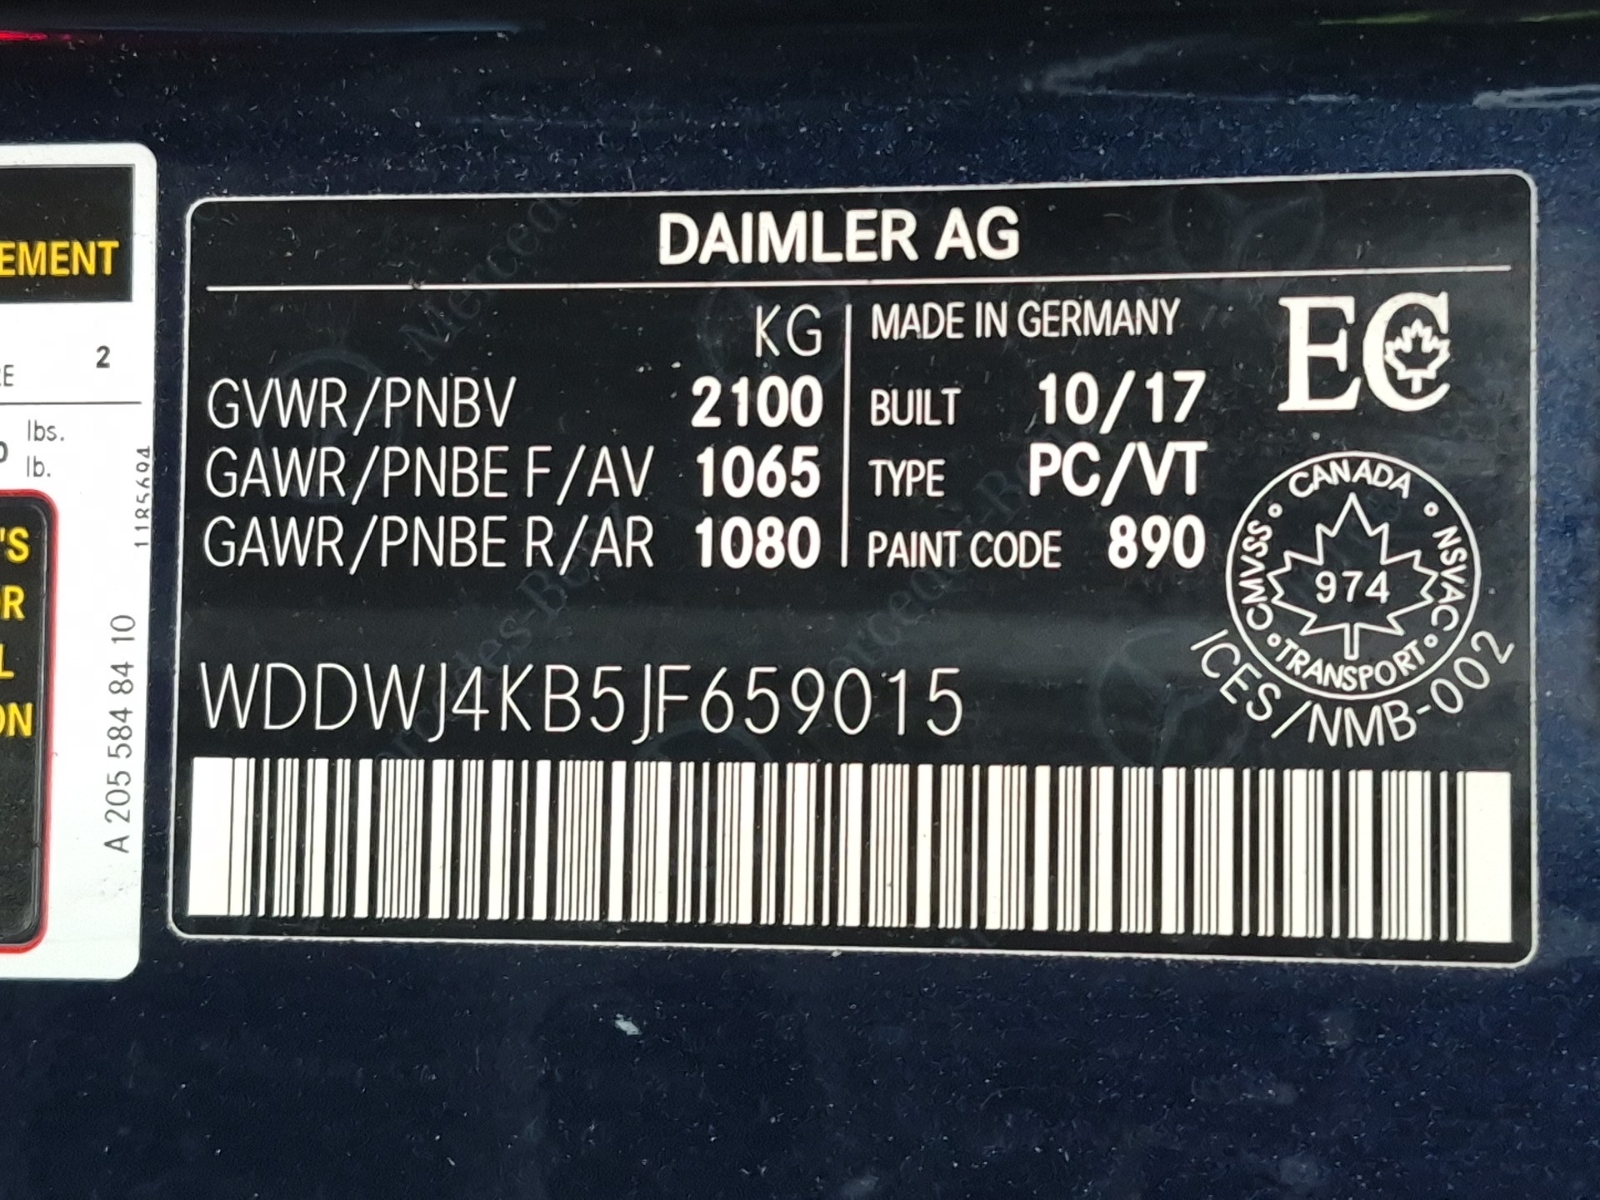 DAIMLER AG
KG
GVWR/PNBV 2100
GAWR/PNBE F/AV 1065
GAWR/PNBE R/AR 1080
MADE IN GERMANY
BUILT 10/17
TYPE PC/VT
PAINT CODE 890
EC
CANADA
NSVAC
TRANSPORT
CMVSS
974
ICES/NMB-002
WDDWJ4KB5JF659015
EMENT
2
lbs.
lb.
1185694
A 205 584 84 10
'S
ON